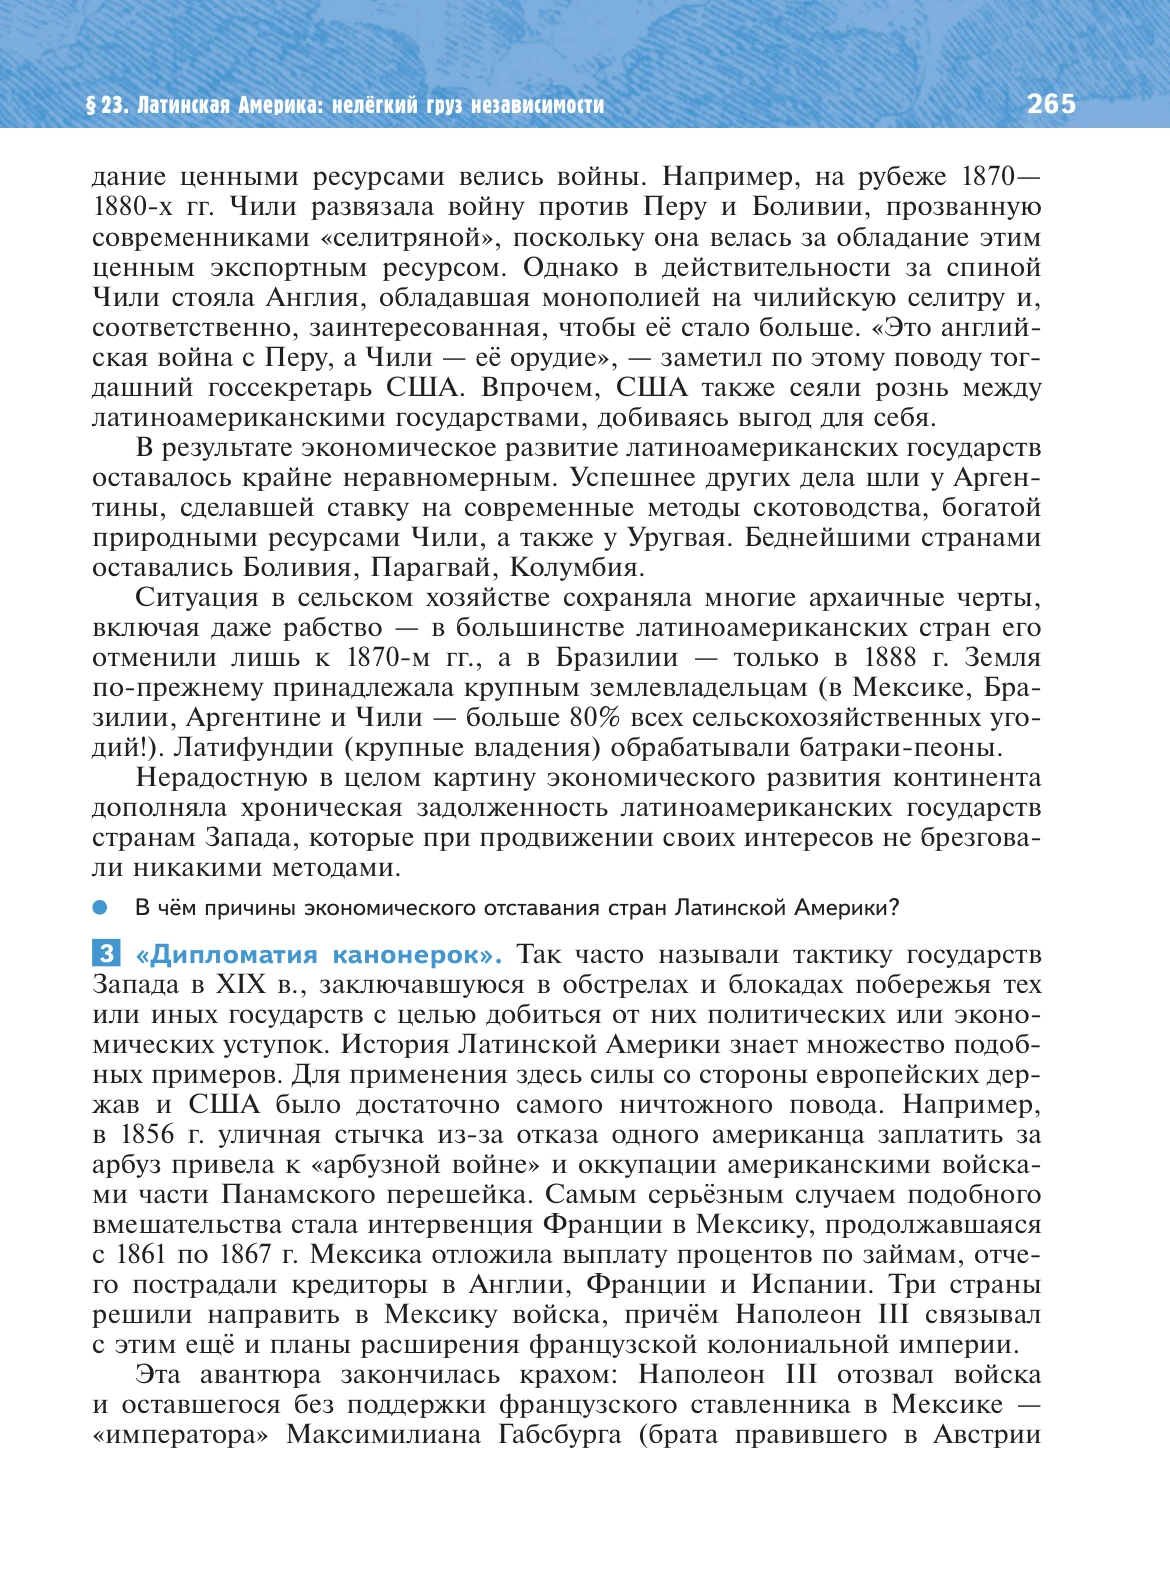 § 23. Латинская Америка: нелёгкий груз независимости 265
дание ценными ресурсами велись войны. Например, на рубеже 1870—
1880-х гг. Чили развязала войну против Перу и Боливии, прозванную
современниками «селитряной», поскольку она велась за обладание этим
ценным экспортным ресурсом. Однако в действительности за спиной
Чили стояла Англия, обладавшая монополией на чилийскую селитру и,
соответственно, заинтересованная, чтобы её стало больше. «Это англий-
ская война с Перу, а Чили — её орудие», — заметил по этому поводу тог-
дашний госсекретарь США. Впрочем, США также сеяли рознь между
латиноамериканскими государствами, добиваясь выгод для себя.
В результате экономическое развитие латиноамериканских государств
оставалось крайне неравномерным. Успешнее других дела шли у Арген-
тины, сделавшей ставку на современные методы скотоводства, богатой
природными ресурсами Чили, а также у Уругвая. Беднейшими странами
оставались Боливия, Парагвай, Колумбия.
Ситуация в сельском хозяйстве сохраняла многие архаичные черты,
включая даже рабство — в большинстве латиноамериканских стран его
отменили лишь к 1870-м гг., а в Бразилии — только в 1888 г. Земля
по-прежнему принадлежала крупным землевладельцам (в Мексике, Бра-
зилии, Аргентине и Чили — больше 80% всех сельскохозяйственных уго-
дий!). Латифундии (крупные владения) обрабатывали батраки-пеоны.
Нерадостную в целом картину экономического развития континента
дополняла хроническая задолженность латиноамериканских государств
странам Запада, которые при продвижении своих интересов не брезгова-
ли никакими методами.
● В чём причины экономического отставания стран Латинской Америки?
3 «Дипломатия канонерок». Так часто называли тактику государств
Запада в XIX в., заключавшуюся в обстрелах и блокадах побережья тех
или иных государств с целью добиться от них политических или эконо-
мических уступок. История Латинской Америки знает множество подоб-
ных примеров. Для применения здесь силы со стороны европейских дер-
жав и США было достаточно самого ничтожного повода. Например,
в 1856 г. уличная стычка из-за отказа одного американца заплатить за
арбуз привела к «арбузной войне» и оккупации американскими войска-
ми части Панамского перешейка. Самым серьёзным случаем подобного
вмешательства стала интервенция Франции в Мексику, продолжавшаяся
с 1861 по 1867 г. Мексика отложила выплату процентов по займам, отче-
го пострадали кредиторы в Англии, Франции и Испании. Три страны
решили направить в Мексику войска, причём Наполеон III связывал
с этим ещё и планы расширения французской колониальной империи.
Эта авантюра закончилась крахом: Наполеон III отозвал войска
и оставшегося без поддержки французского ставленника в Мексике —
«императора» Максимилиана Габсбурга (брата правившего в Австрии